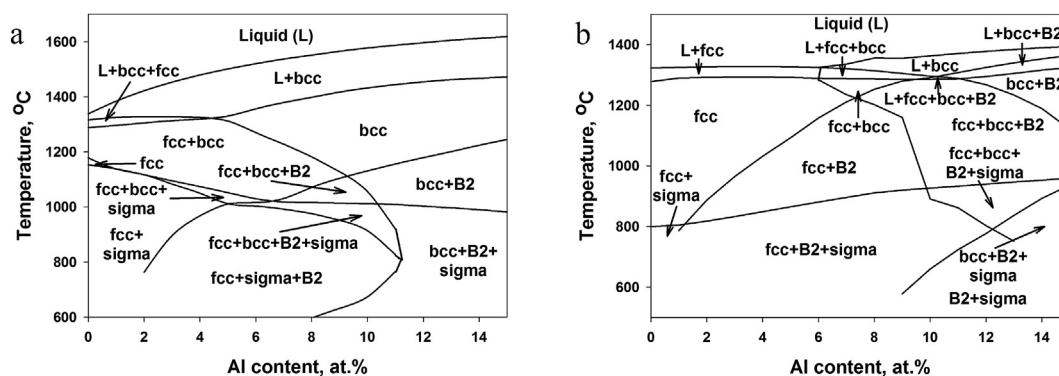 a
1600
1400
1200
1000
800
600
Temperature, ºC
Liquid (L)
L+bcc+fcc
L+bcc
bcc
fcc+bcc
fcc
fcc+bcc+B2
fcc+bcc+
sigma
bcc+B2
fcc+
sigma
fcc+bcc+B2+sigma
fcc+sigma+B2
bcc+B2+
sigma
0 2 4 6 8 10 12 14
Al content, at.%
b
1400
1200
1000
800
600
Temperature, ºC
Liquid (L)
L+bcc+B2
L+fcc
L+fcc+bcc
L+bcc
bcc+B2
fcc
L+fcc+bcc+B2
fcc+bcc
fcc+bcc+B2
fcc+B2
fcc+bcc+
B2+sigma
fcc+
sigma
fcc+B2+sigma
bcc+B2+
sigma
B2+sigma
0 2 4 6 8 10 12 14
Al content, at.%